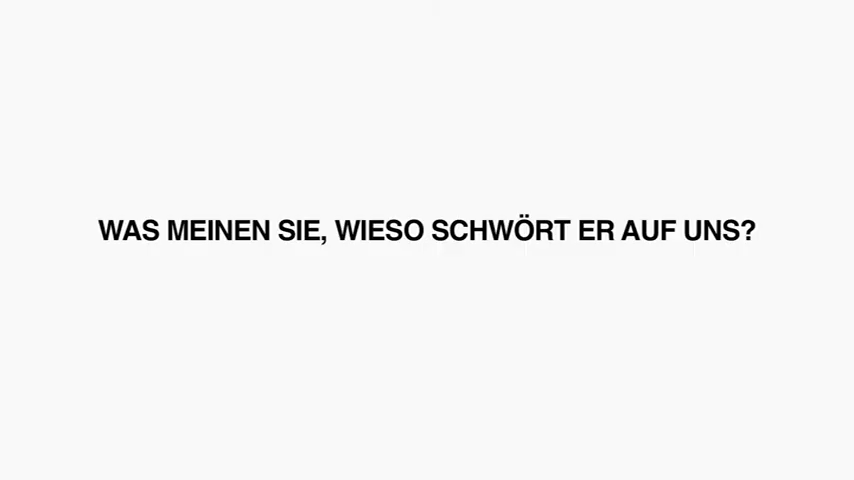 WAS MEINEN SIE, WIESO SCHWÖRT ER AUF UNS?